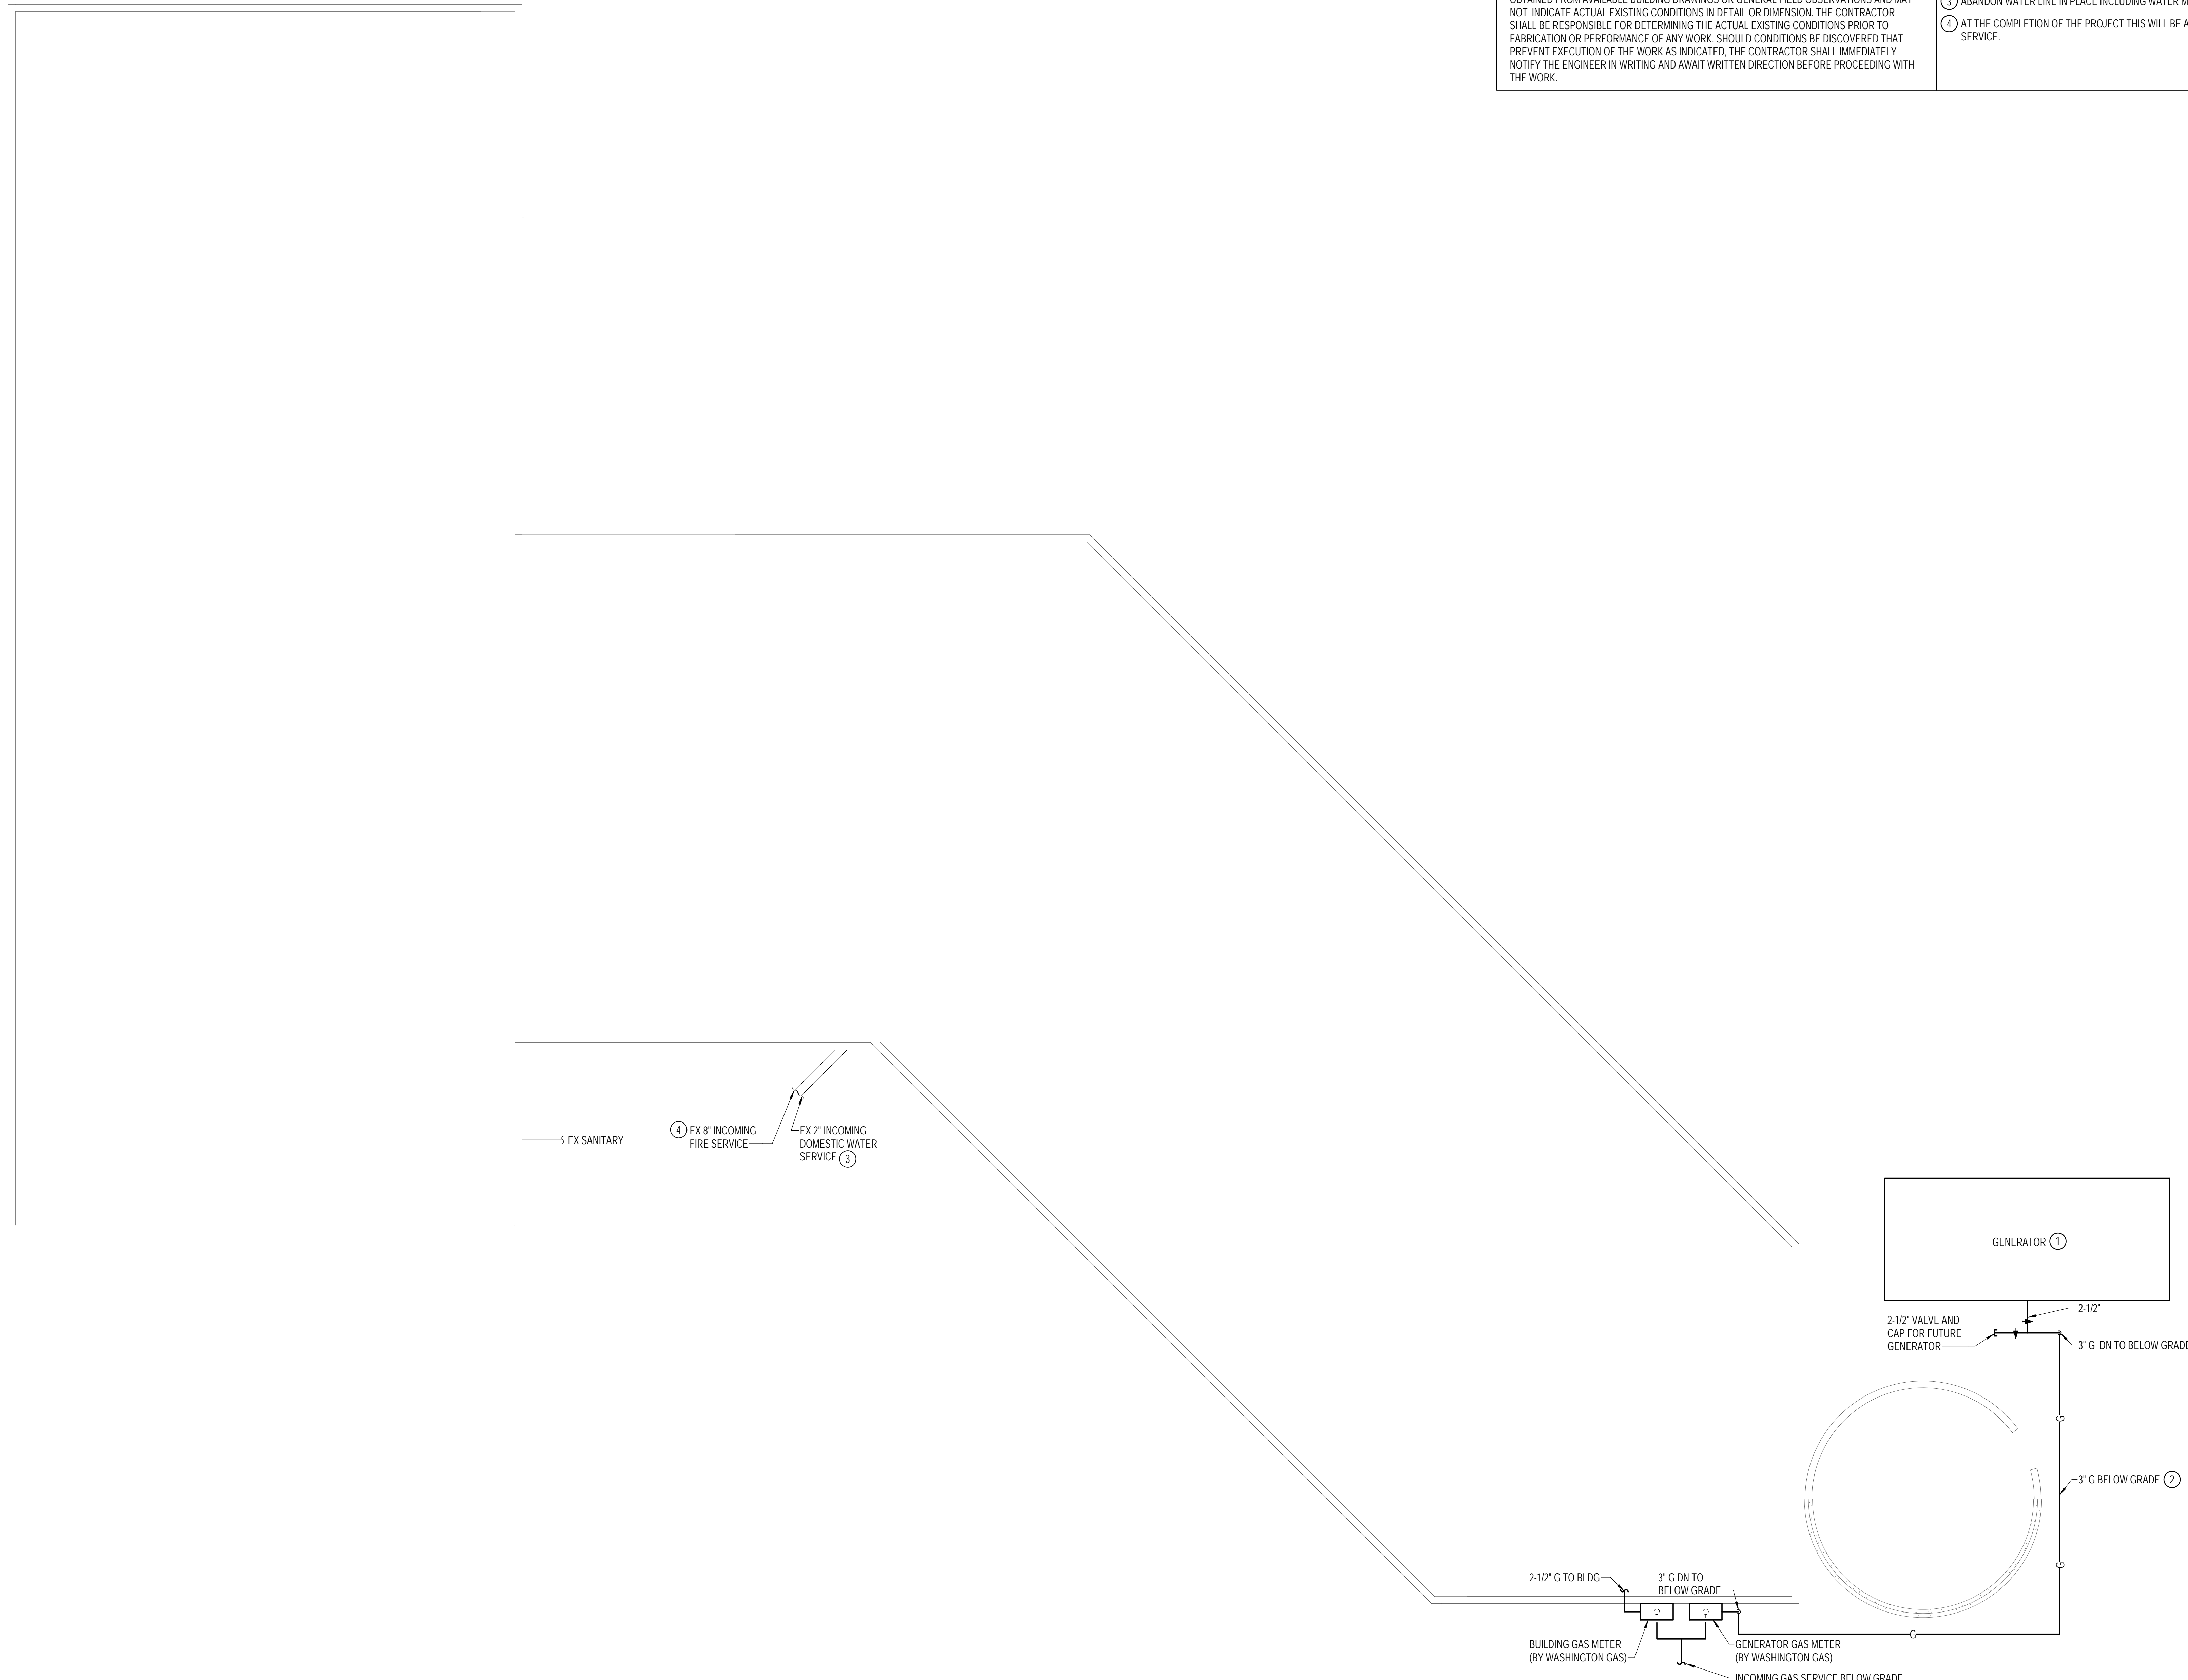 OBTAINED FROM AVAILABLE BUILDING DRAWINGS OR GENERAL FIELD OBSERVATIONS AND MAY
NOT INDICATE ACTUAL EXISTING CONDITIONS IN DETAIL OR DIMENSION. THE CONTRACTOR
SHALL BE RESPONSIBLE FOR DETERMINING THE ACTUAL EXISTING CONDITIONS PRIOR TO
FABRICATION OR PERFORMANCE OF ANY WORK. SHOULD CONDITIONS BE DISCOVERED THAT
PREVENT EXECUTION OF THE WORK AS INDICATED, THE CONTRACTOR SHALL IMMEDIATELY
NOTIFY THE ENGINEER IN WRITING AND AWAIT WRITTEN DIRECTION BEFORE PROCEEDING WITH
THE WORK.
3 ABANDON WATER LINE IN PLACE INCLUDING WATER M
4 AT THE COMPLETION OF THE PROJECT THIS WILL BE A
SERVICE.
EX SANITARY
4 EX 8" INCOMING
FIRE SERVICE
EX 2" INCOMING
DOMESTIC WATER
SERVICE 3
GENERATOR 1
2-1/2"
2-1/2" VALVE AND
CAP FOR FUTURE
GENERATOR
3" G DN TO BELOW GRADE
G
3" G BELOW GRADE 2
G
2-1/2" G TO BLDG
3" G DN TO
BELOW GRADE
G
BUILDING GAS METER
(BY WASHINGTON GAS)
GENERATOR GAS METER
(BY WASHINGTON GAS)
INCOMING GAS SERVICE BELOW GRADE